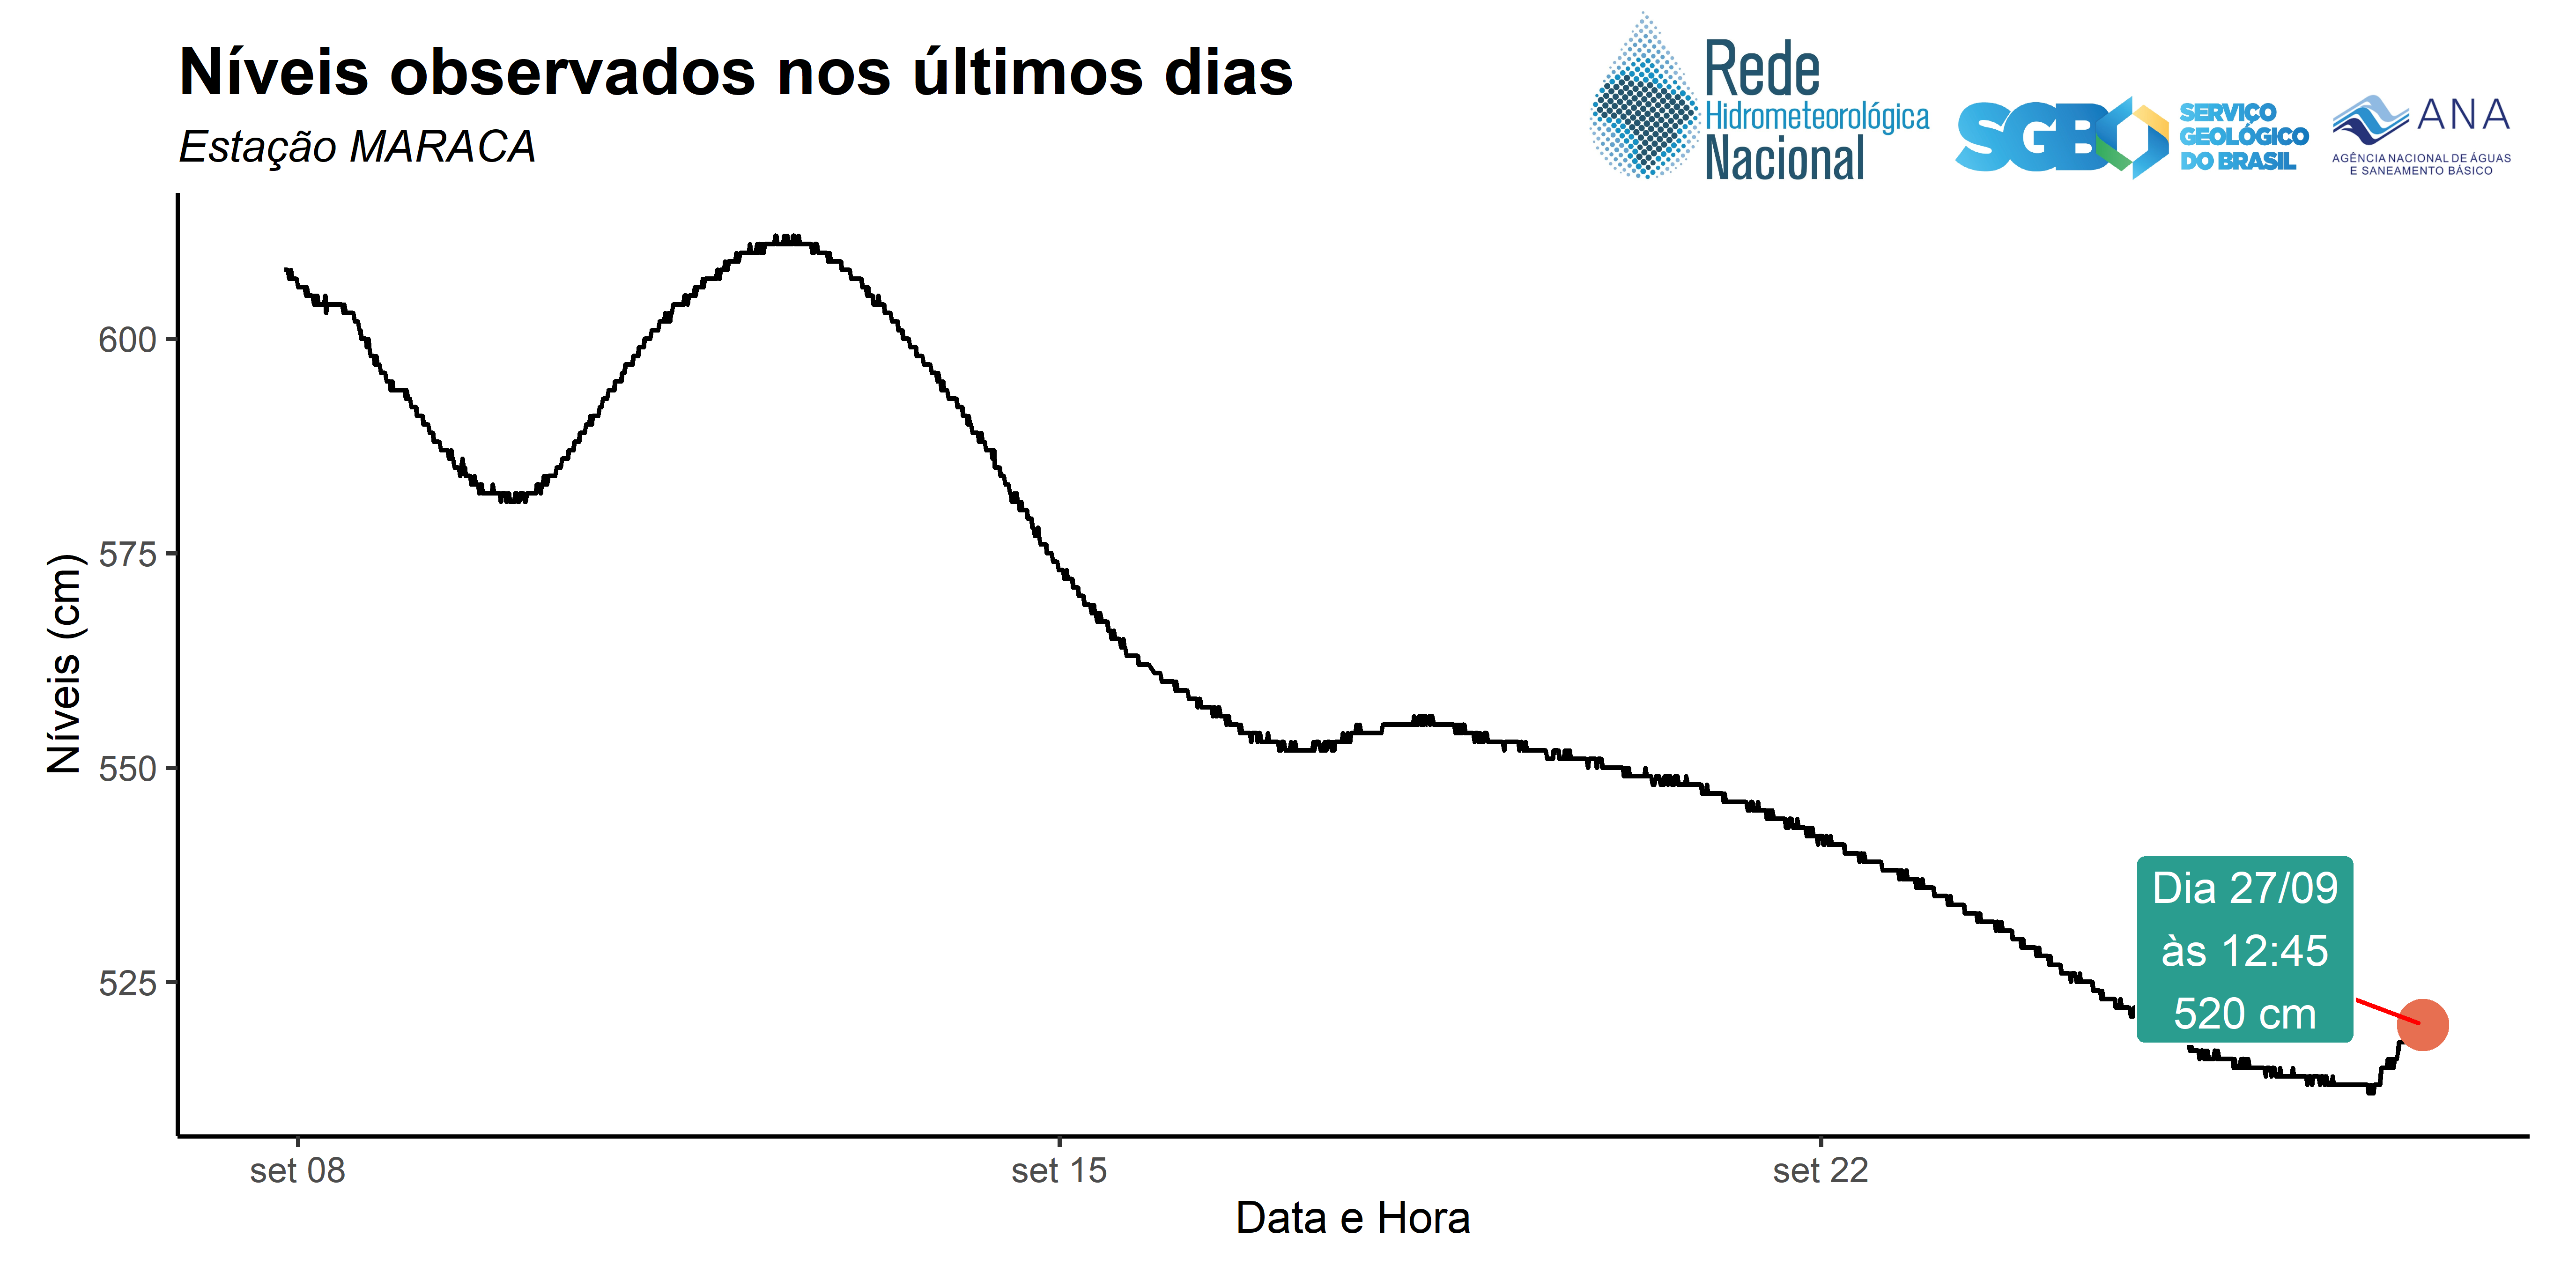 Níveis observados nos últimos dias
Estação MARACA
Rede
Hidrometeorológica
Nacional
SGB
SERVIÇO
GEOLÓGICO
DO BRASIL
ANA
AGÊNCIA NACIONAL DE ÁGUAS
E SANEAMENTO BÁSICO
Níveis (cm)
600
575
550
525
Dia 27/09
às 12:45
520 cm
set 08
set 15
set 22
Data e Hora